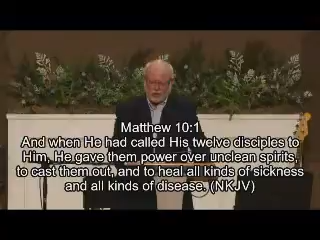 Matthew 10:1
And when He had called His twelve disciples to
Him, He gave them power over unclean spirits,
to cast them out, and to heal all kinds of sickness
and all kinds of disease. (NKJV)